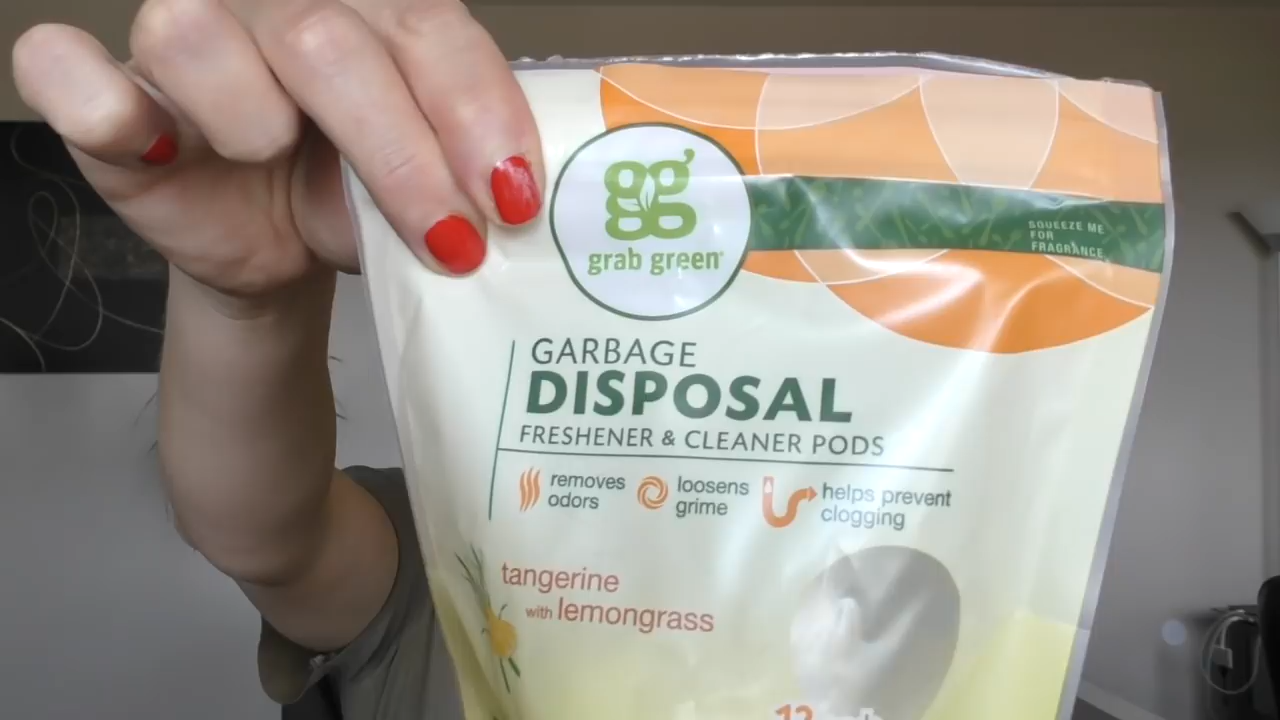 gg
grab green®
SQUEEZE ME
FOR
FRAGRANCE
GARBAGE
DISPOSAL
FRESHENER & CLEANER PODS
removes
odors
loosens
grime
helps prevent
clogging
tangerine
with lemongrass
12